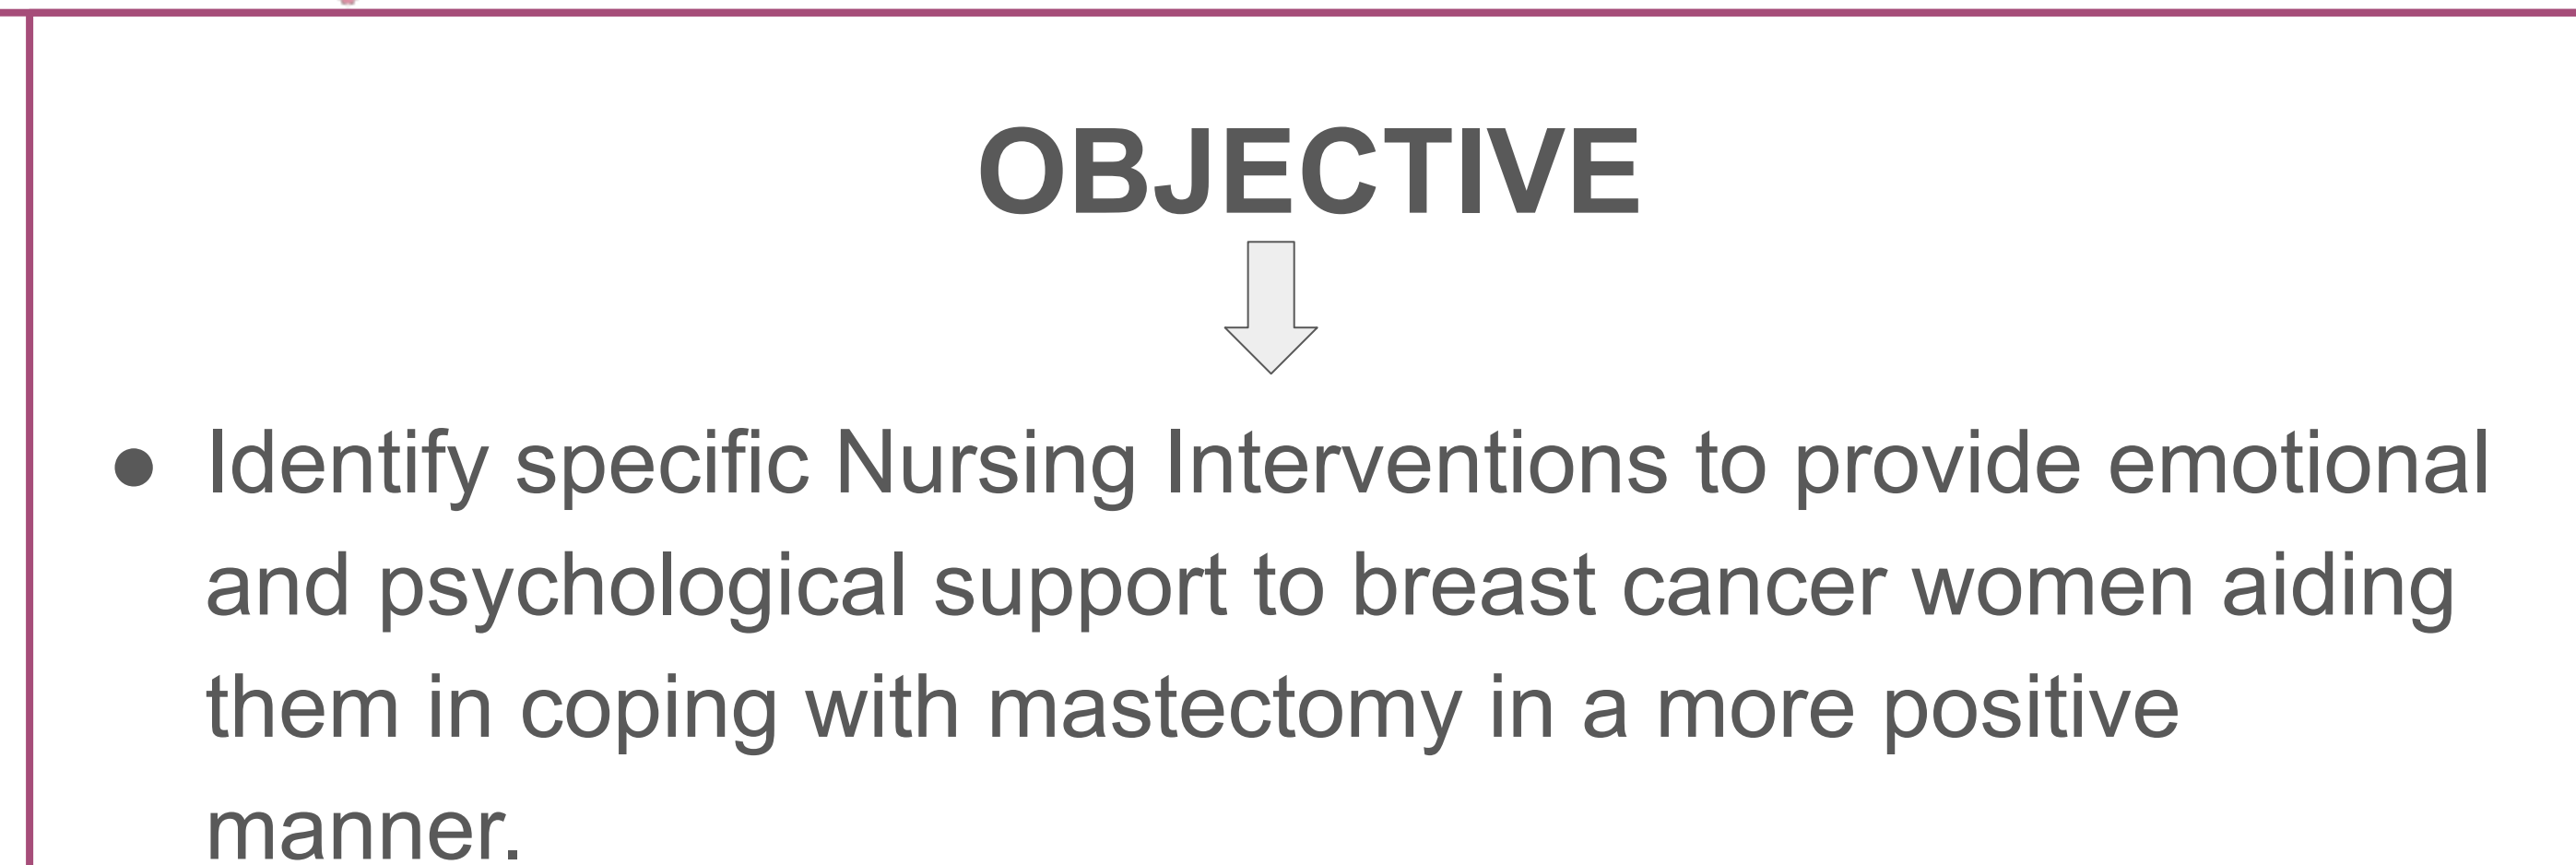 OBJECTIVE
● Identify specific Nursing Interventions to provide emotional
and psychological support to breast cancer women aiding
them in coping with mastectomy in a more positive
manner.